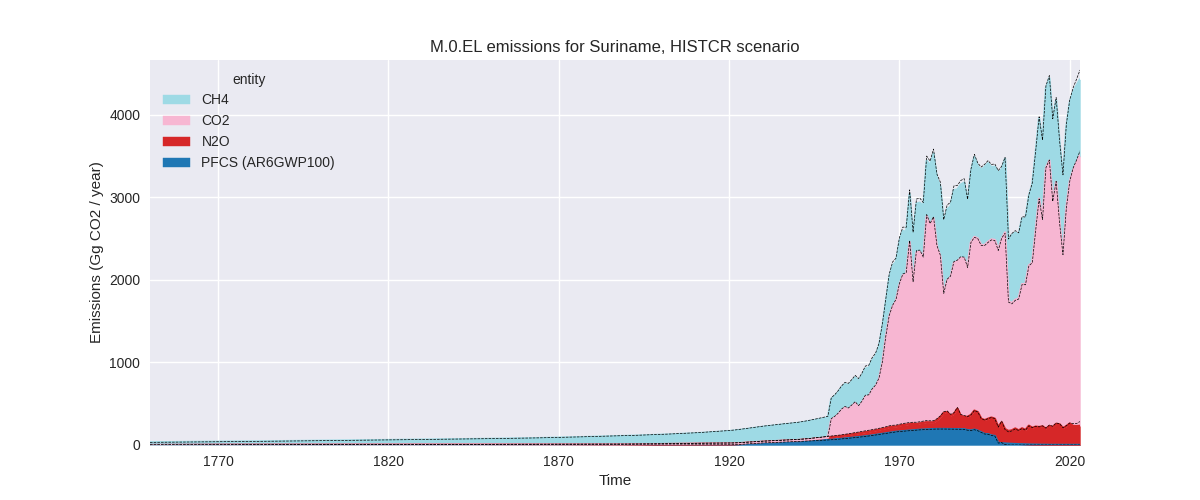 M.0.EL emissions for Suriname, HISTCR scenario
Emissions (Gg CO2 / year)
4000
3000
2000
1000
0
entity
CH4
CO2
N2O
PFCS (AR6GWP100)
1770
1820
1870
1920
1970
2020
Time